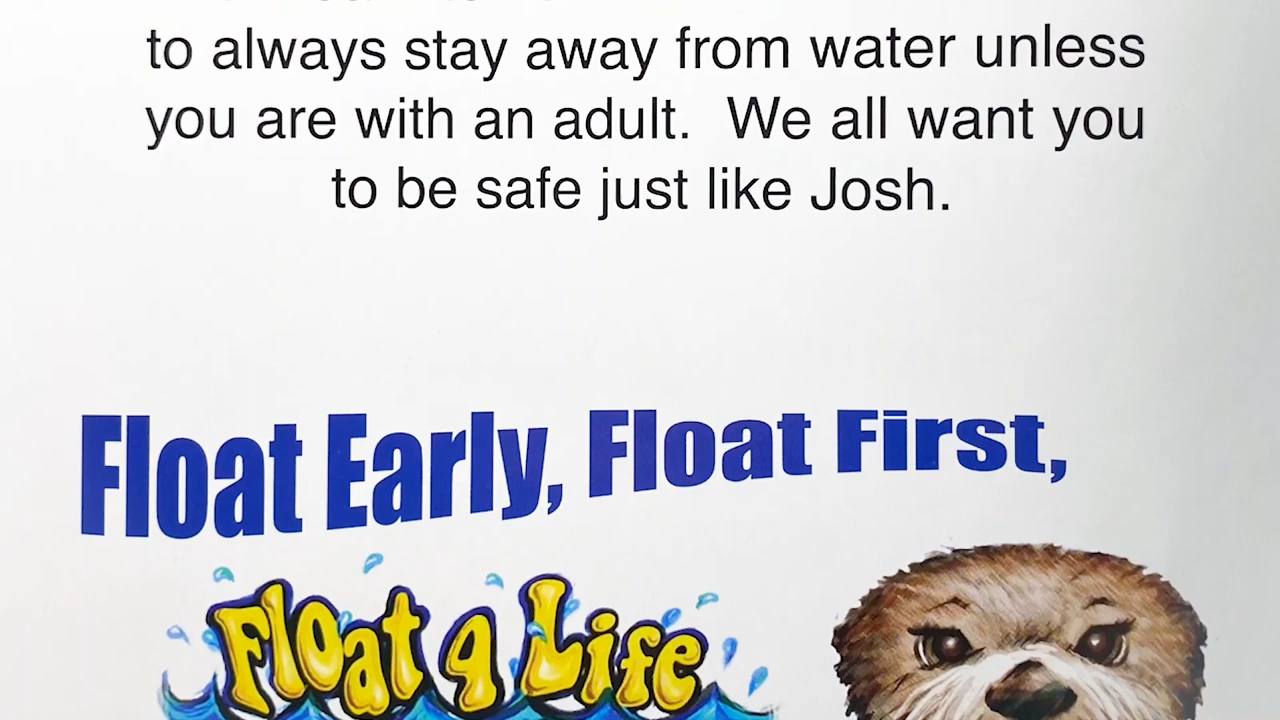 to always stay away from water unless
you are with an adult.  We all want you
to be safe just like Josh.
Float Early, Float First,
Float 4 Life